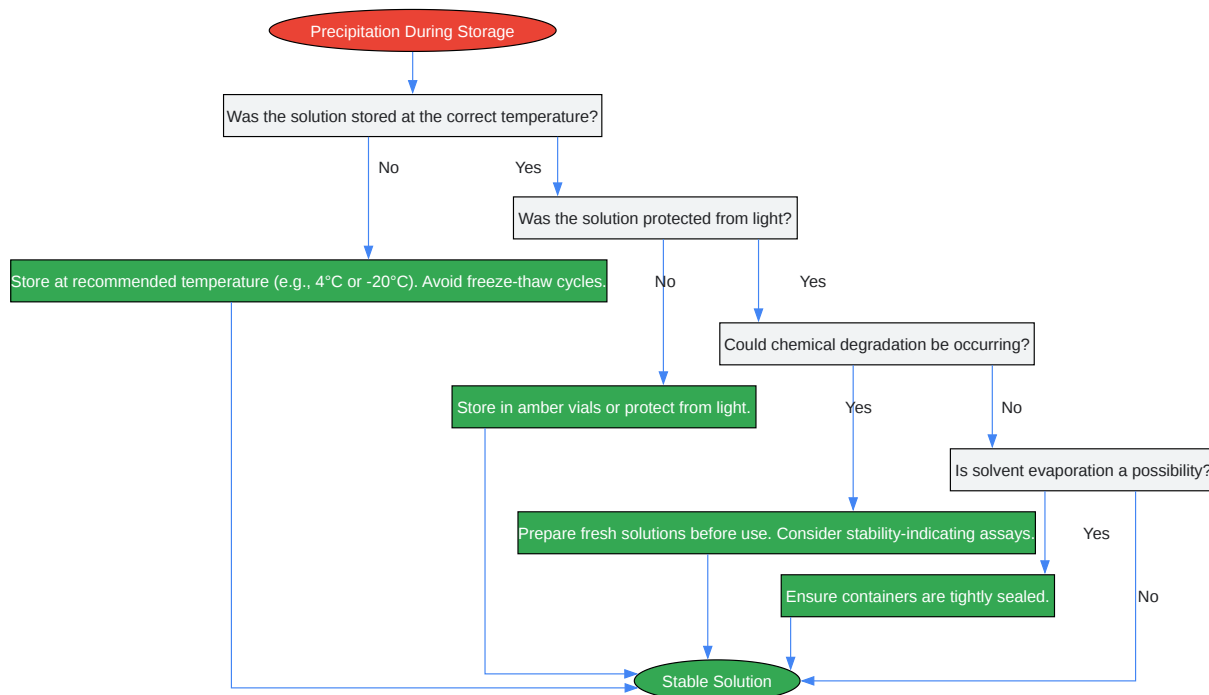 Precipitation During Storage
Was the solution stored at the correct temperature?
No
Yes
Was the solution protected from light?
Store at recommended temperature (e.g., 4°C or -20°C). Avoid freeze-thaw cycles.
No
Yes
Could chemical degradation be occurring?
Store in amber vials or protect from light.
Yes
No
Is solvent evaporation a possibility?
Prepare fresh solutions before use. Consider stability-indicating assays.
Yes
Ensure containers are tightly sealed.
No
Stable Solution